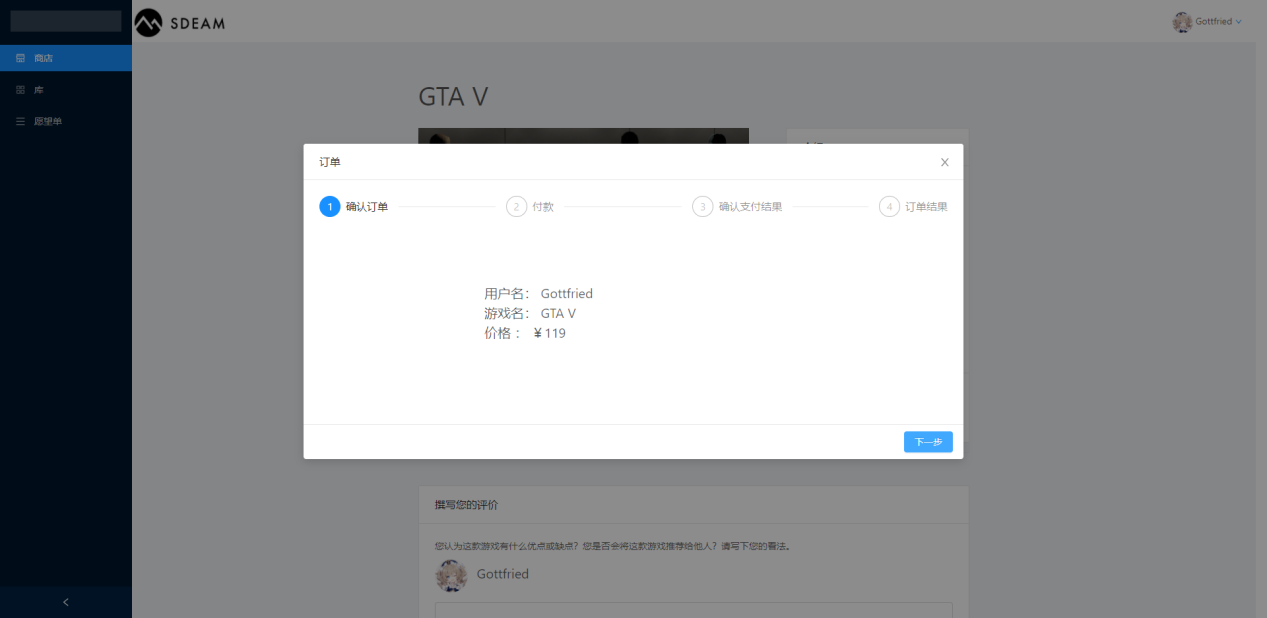 SDEAM
Gottfried
商店
库
愿望单
GTA V
订单
1 确认订单
2 付款
3 确认支付结果
4 订单结果
用户名： Gottfried
游戏名： GTA V
价格 ： ￥119
下一步
撰写您的评价
您认为这款游戏有什么优点或缺点？您是否会将这款游戏推荐给他人？请写下您的看法。
Gottfried